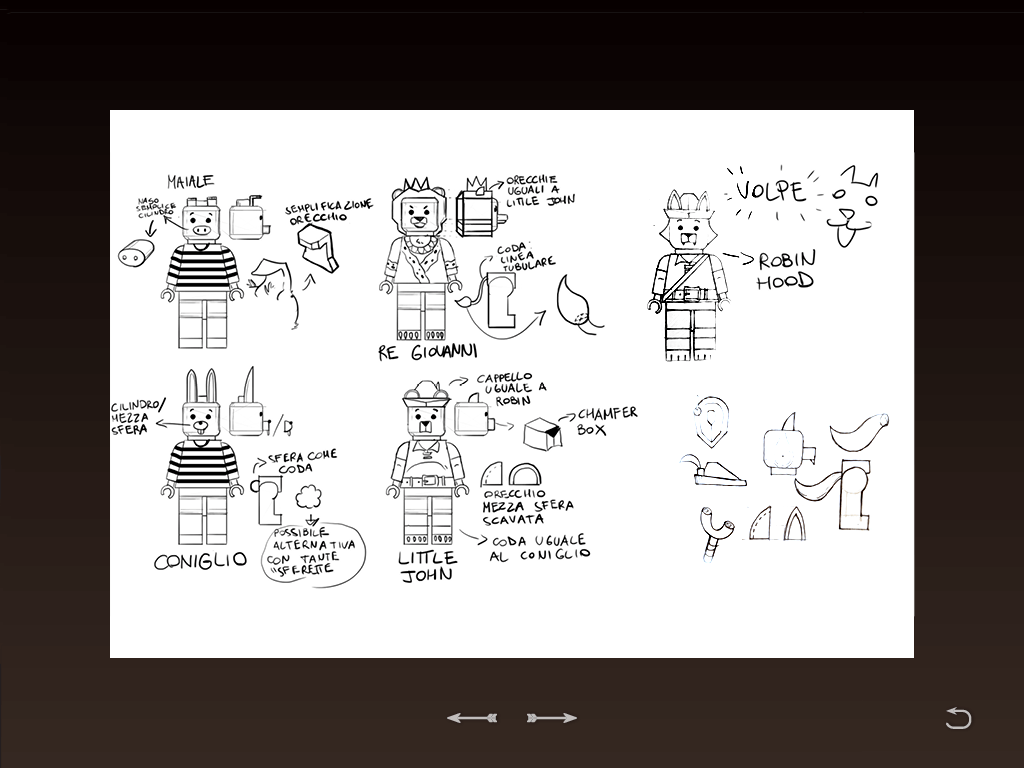 MAIALE
NASO
SEMPLICE
CILINDRO
SEMPLIFICAZIONE
ORECCHIO
ORECCHIE
UGUALI A
LITTLE JOHN
CODA:
LINEA
TUBULARE
RE GIOVANNI
VOLPE
ROBIN
HOOD
CILINDRO/
MEZZA
SFERA
SFERA COME
CODA
POSSIBILE
ALTERNATIVA
CON TANTE
"SFERETTE
CONIGLIO
CAPPELLO
UGUALE A
ROBIN
CHAMFER
BOX
ORECCHIO
MEZZA SFERA
SCAVATA
CODA UGUALE
AL CONIGLIO
LITTLE
JOHN